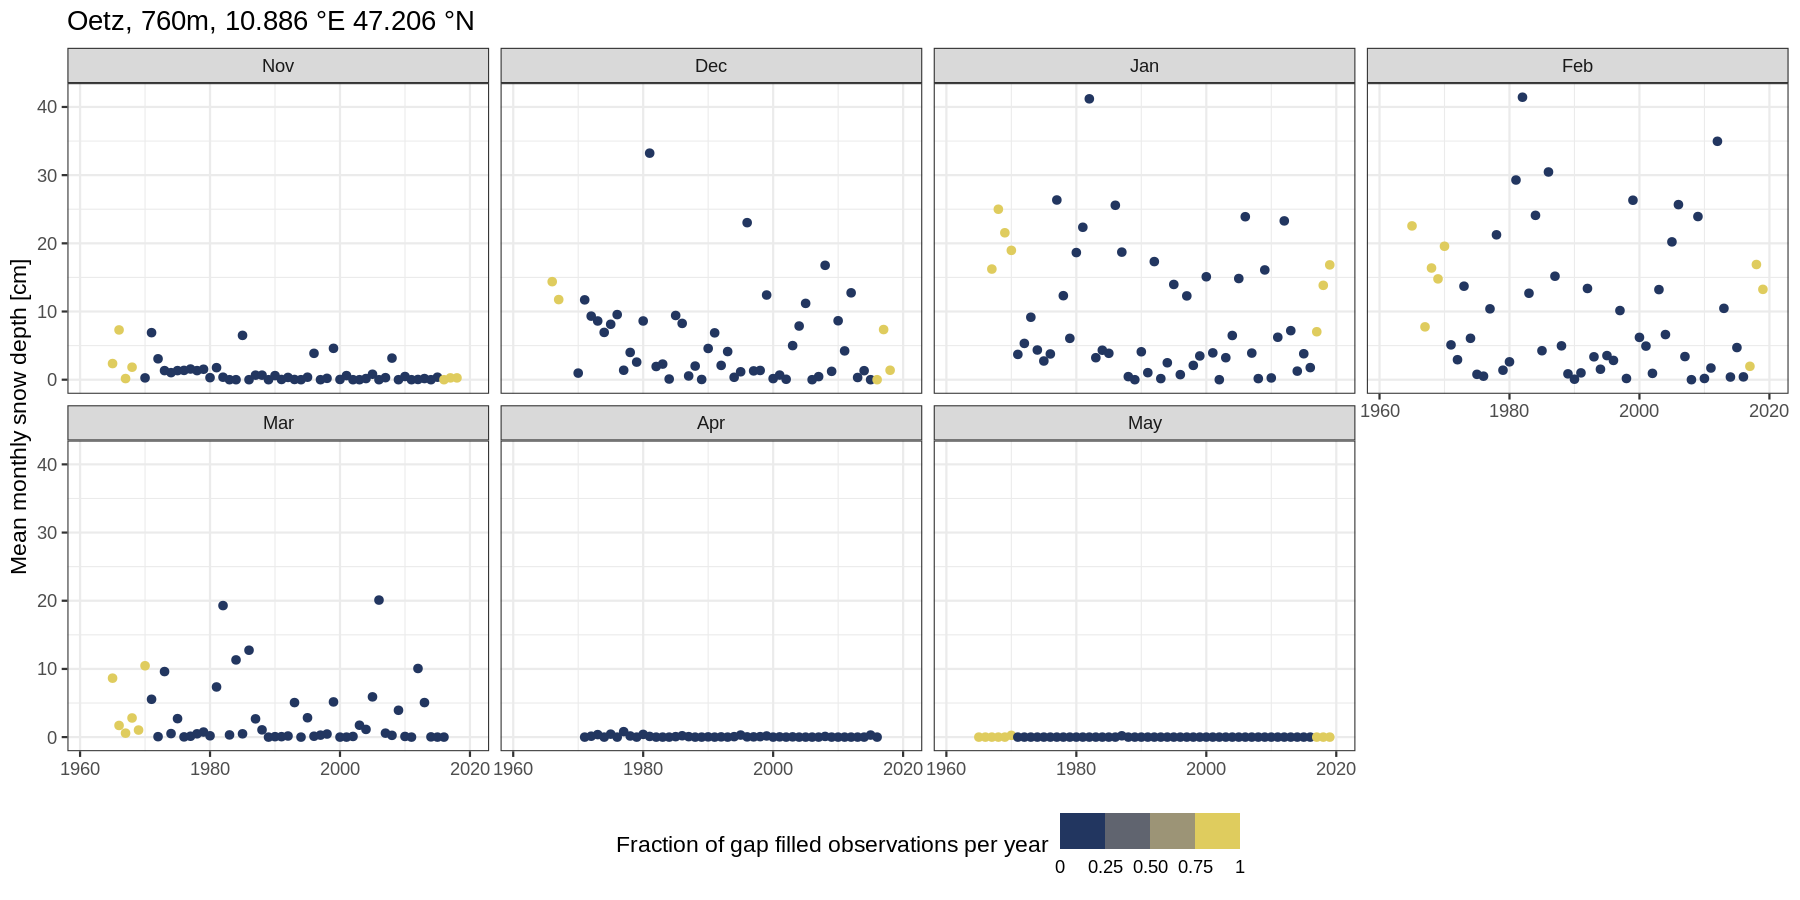 Oetz, 760m, 10.886 °E 47.206 °N
Nov Dec Jan Feb
40
30
20
10
0
1960 1980 2000 2020
Mar Apr May
40
30
20
10
0
1960 1980 2000 2020 1960 1980 2000 2020 1960 1980 2000 2020
Mean monthly snow depth [cm]
Fraction of gap filled observations per year
0 0.25 0.50 0.75 1